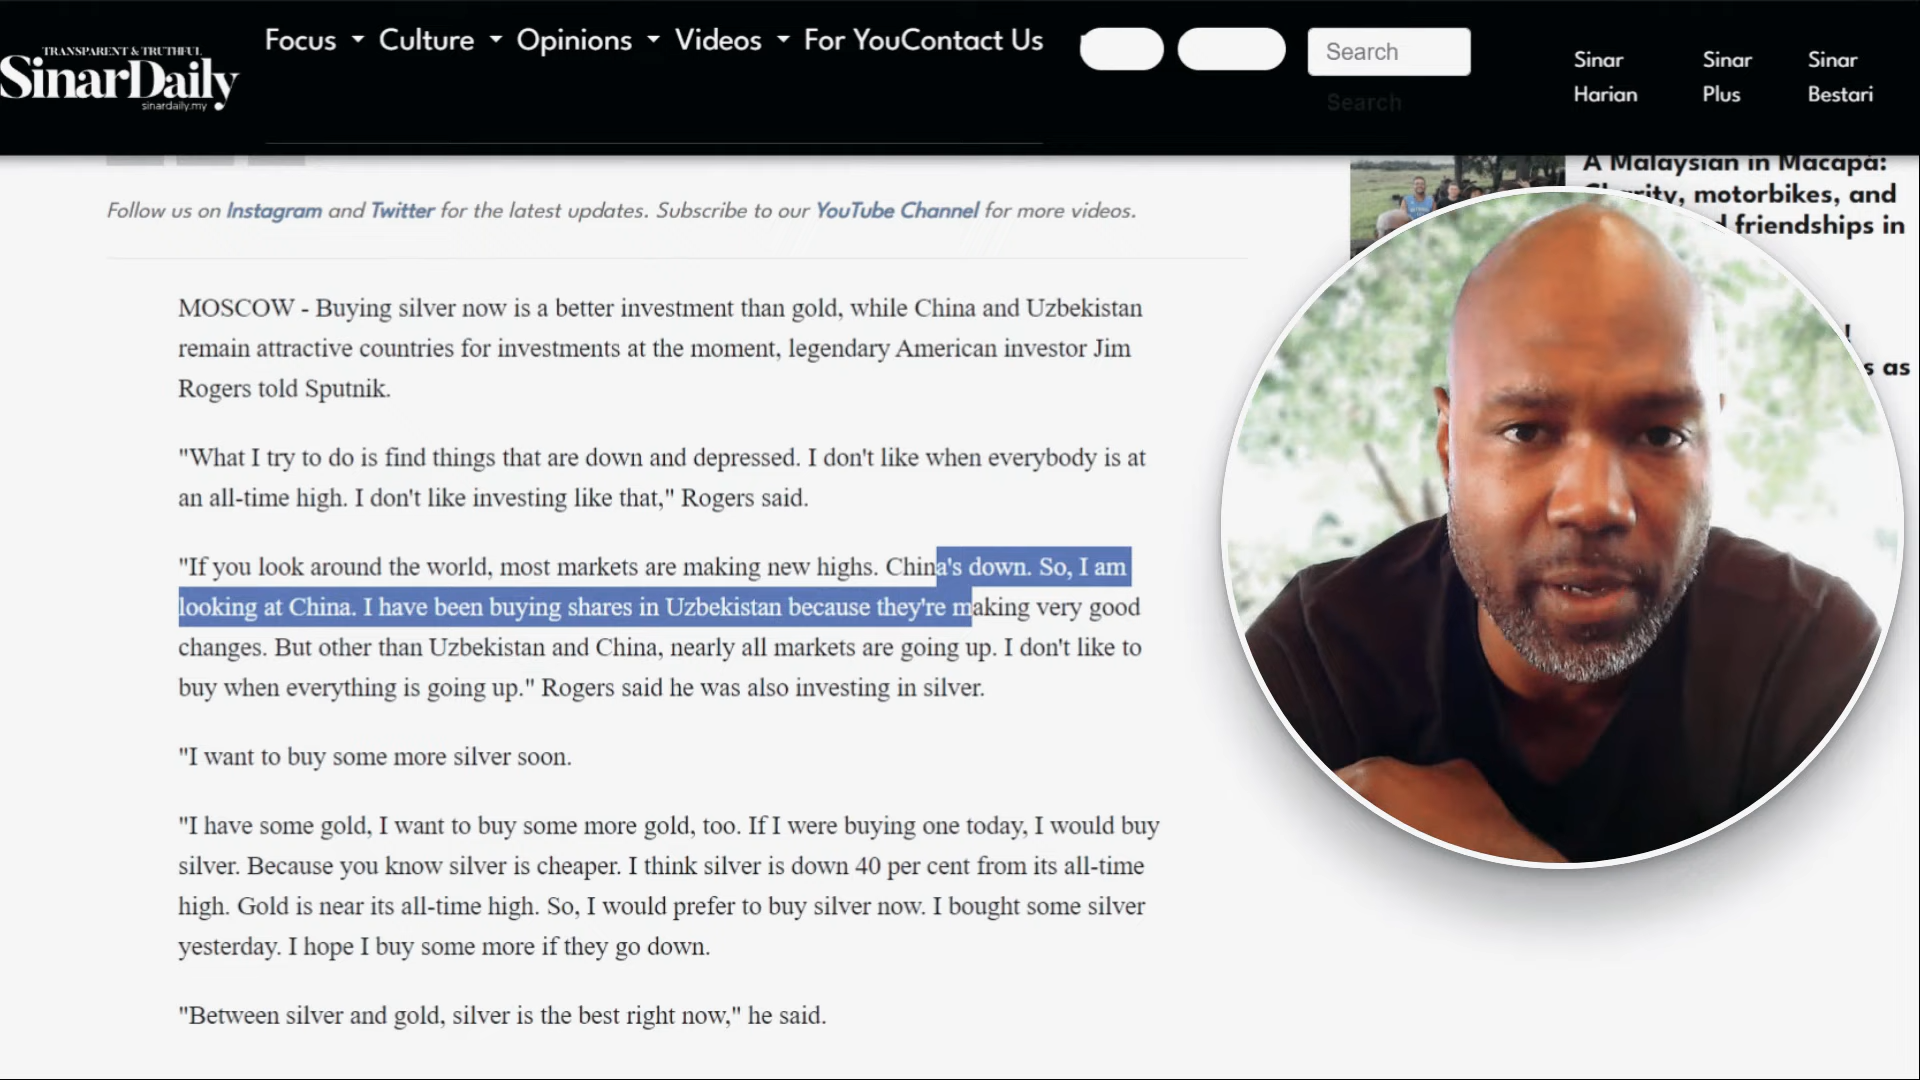 TRANSPARENT & TRUTHFUL
SinarDaily
sinardaily.my
Focus Culture Opinions Videos For YouContact Us
Search
Search
Sinar Harian
Sinar Plus
Sinar Bestari
Follow us on Instagram and Twitter for the latest updates. Subscribe to our YouTube Channel for more videos.
MOSCOW - Buying silver now is a better investment than gold, while China and Uzbekistan
remain attractive countries for investments at the moment, legendary American investor Jim
Rogers told Sputnik.
"What I try to do is find things that are down and depressed. I don't like when everybody is at
an all-time high. I don't like investing like that," Rogers said.
"If you look around the world, most markets are making new highs. China's down. So, I am
looking at China. I have been buying shares in Uzbekistan because they're making very good
changes. But other than Uzbekistan and China, nearly all markets are going up. I don't like to
buy when everything is going up." Rogers said he was also investing in silver.
"I want to buy some more silver soon.
"I have some gold, I want to buy some more gold, too. If I were buying one today, I would buy
silver. Because you know silver is cheaper. I think silver is down 40 per cent from its all-time
high. Gold is near its all-time high. So, I would prefer to buy silver now. I bought some silver
yesterday. I hope I buy some more if they go down.
"Between silver and gold, silver is the best right now," he said.
A Malaysian in Macapá:
motorbikes, and
friendships in
as